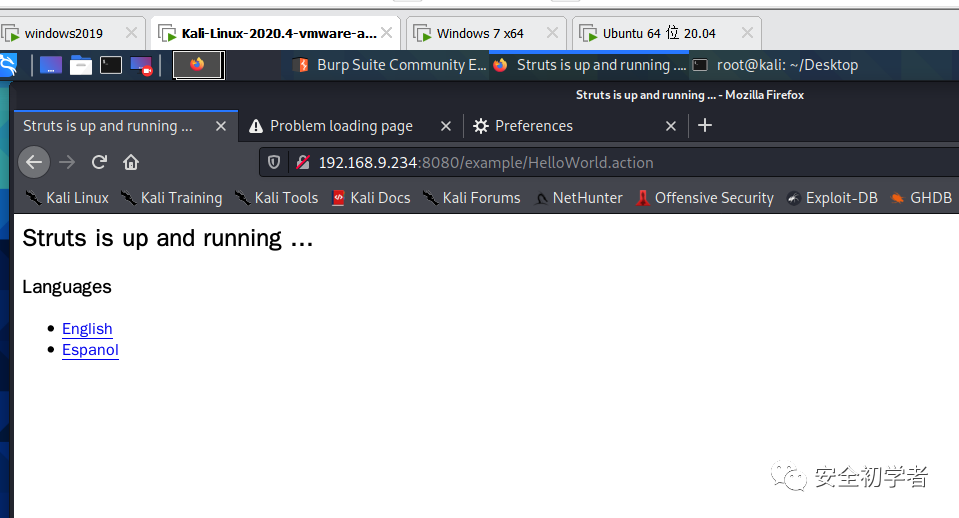 windows2019
Kali-Linux-2020.4-vmware-a...
Windows 7 x64
Ubuntu 64 位 20.04
Burp Suite Community E...
Struts is up and running ....
root@kali: ~/Desktop
Struts is up and running ... - Mozilla Firefox
Struts is up and running ...
Problem loading page
Preferences
192.168.9.234:8080/example/HelloWorld.action
Kali Linux
Kali Training
Kali Tools
Kali Docs
Kali Forums
NetHunter
Offensive Security
Exploit-DB
GHDB
Struts is up and running ...
Languages
English
Espanol
安全初学者